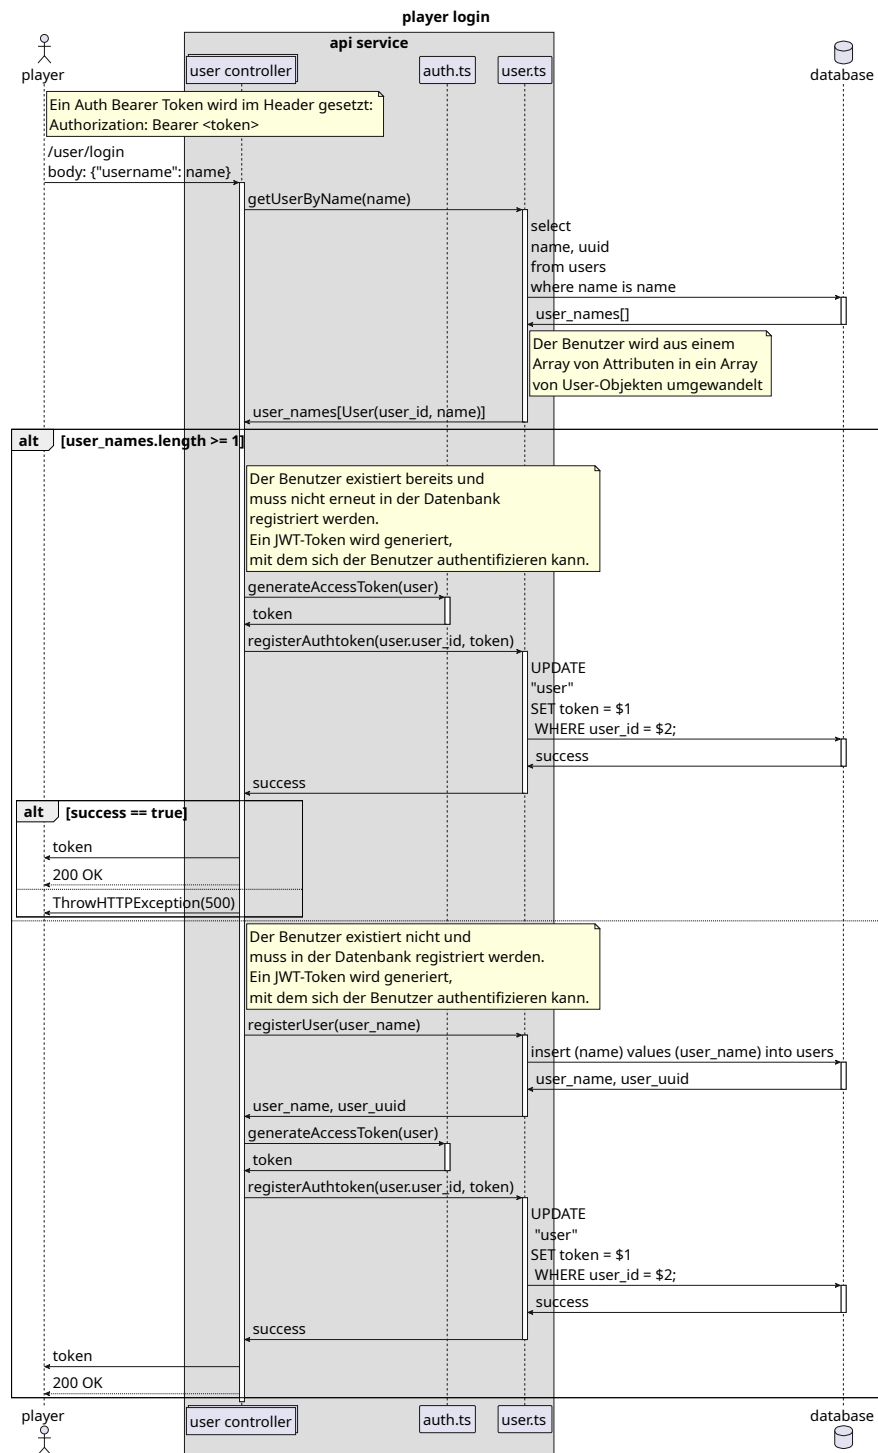 player login
api service
player
user controller
auth.ts
user.ts
database
Ein Auth Bearer Token wird im Header gesetzt:
Authorization: Bearer <token>
/user/login
body: {"username": name}
getUserByName(name)
select
name, uuid
from users
where name is name
user_names[]
Der Benutzer wird aus einem
Array von Attributen in ein Array
von User-Objekten umgewandelt
user_names[User(user_id, name)]
alt [user_names.length >= 1]
Der Benutzer existiert bereits und
muss nicht erneut in der Datenbank
registriert werden.
Ein JWT-Token wird generiert,
mit dem sich der Benutzer authentifizieren kann.
generateAccessToken(user)
token
registerAuthtoken(user.user_id, token)
UPDATE
"user"
SET token = $1
WHERE user_id = $2;
success
success
alt [success == true]
token
200 OK
ThrowHTTPException(500)
Der Benutzer existiert nicht und
muss in der Datenbank registriert werden.
Ein JWT-Token wird generiert,
mit dem sich der Benutzer authentifizieren kann.
registerUser(user_name)
insert (name) values (user_name) into users
user_name, user_uuid
user_name, user_uuid
generateAccessToken(user)
token
registerAuthtoken(user.user_id, token)
UPDATE
"user"
SET token = $1
WHERE user_id = $2;
success
success
token
200 OK
player
user controller
auth.ts
user.ts
database